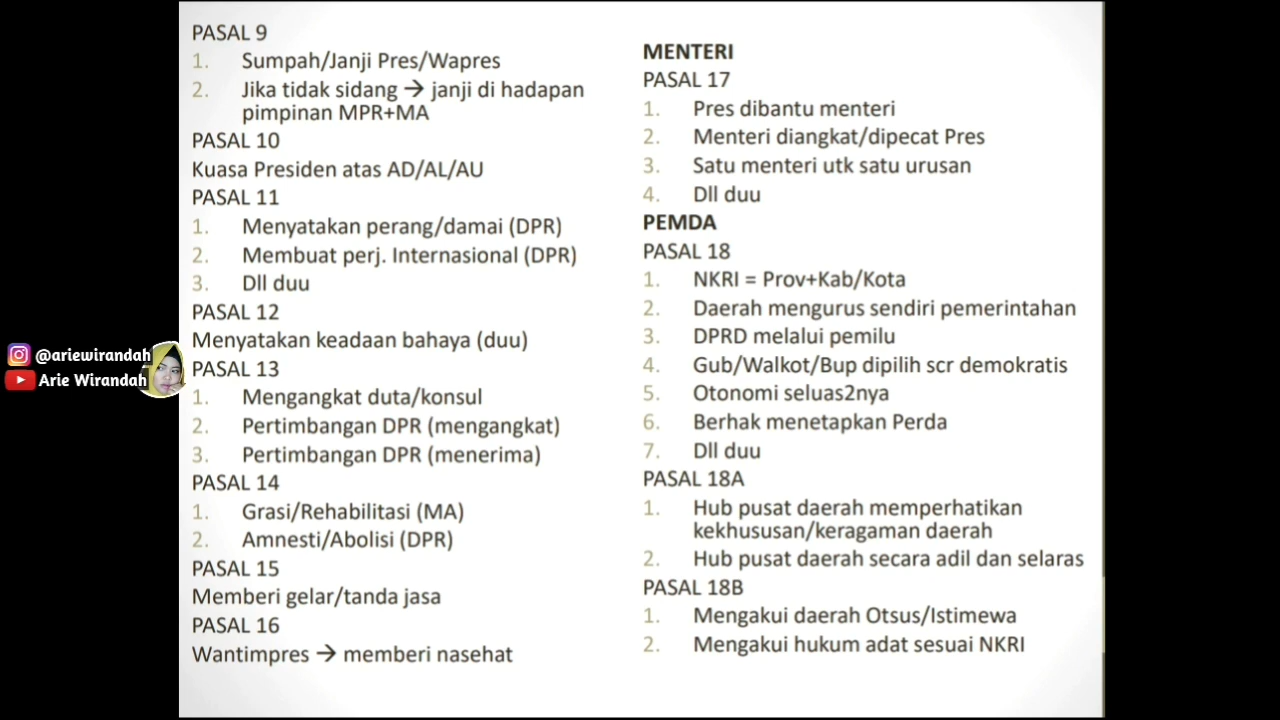 PASAL 9
1. Sumpah/Janji Pres/Wapres
2. Jika tidak sidang → janji di hadapan
pimpinan MPR+MA
PASAL 10
Kuasa Presiden atas AD/AL/AU
PASAL 11
1. Menyatakan perang/damai (DPR)
2. Membuat perj. Internasional (DPR)
3. Dll duu
PASAL 12
Menyatakan keadaan bahaya (duu)
PASAL 13
1. Mengangkat duta/konsul
2. Pertimbangan DPR (mengangkat)
3. Pertimbangan DPR (menerima)
PASAL 14
1. Grasi/Rehabilitasi (MA)
2. Amnesti/Abolisi (DPR)
PASAL 15
Memberi gelar/tanda jasa
PASAL 16
Wantimpres → memberi nasehat
MENTERI
PASAL 17
1. Pres dibantu menteri
2. Menteri diangkat/dipecat Pres
3. Satu menteri utk satu urusan
4. Dll duu
PEMDA
PASAL 18
1. NKRI = Prov+Kab/Kota
2. Daerah mengurus sendiri pemerintahan
3. DPRD melalui pemilu
4. Gub/Walkot/Bup dipilih scr demokratis
5. Otonomi seluas2nya
6. Berhak menetapkan Perda
7. Dll duu
PASAL 18A
1. Hub pusat daerah memperhatikan
kekhususan/keragaman daerah
2. Hub pusat daerah secara adil dan selaras
PASAL 18B
1. Mengakui daerah Otsus/Istimewa
2. Mengakui hukum adat sesuai NKRI
@ariewirandah
Arie Wirandah